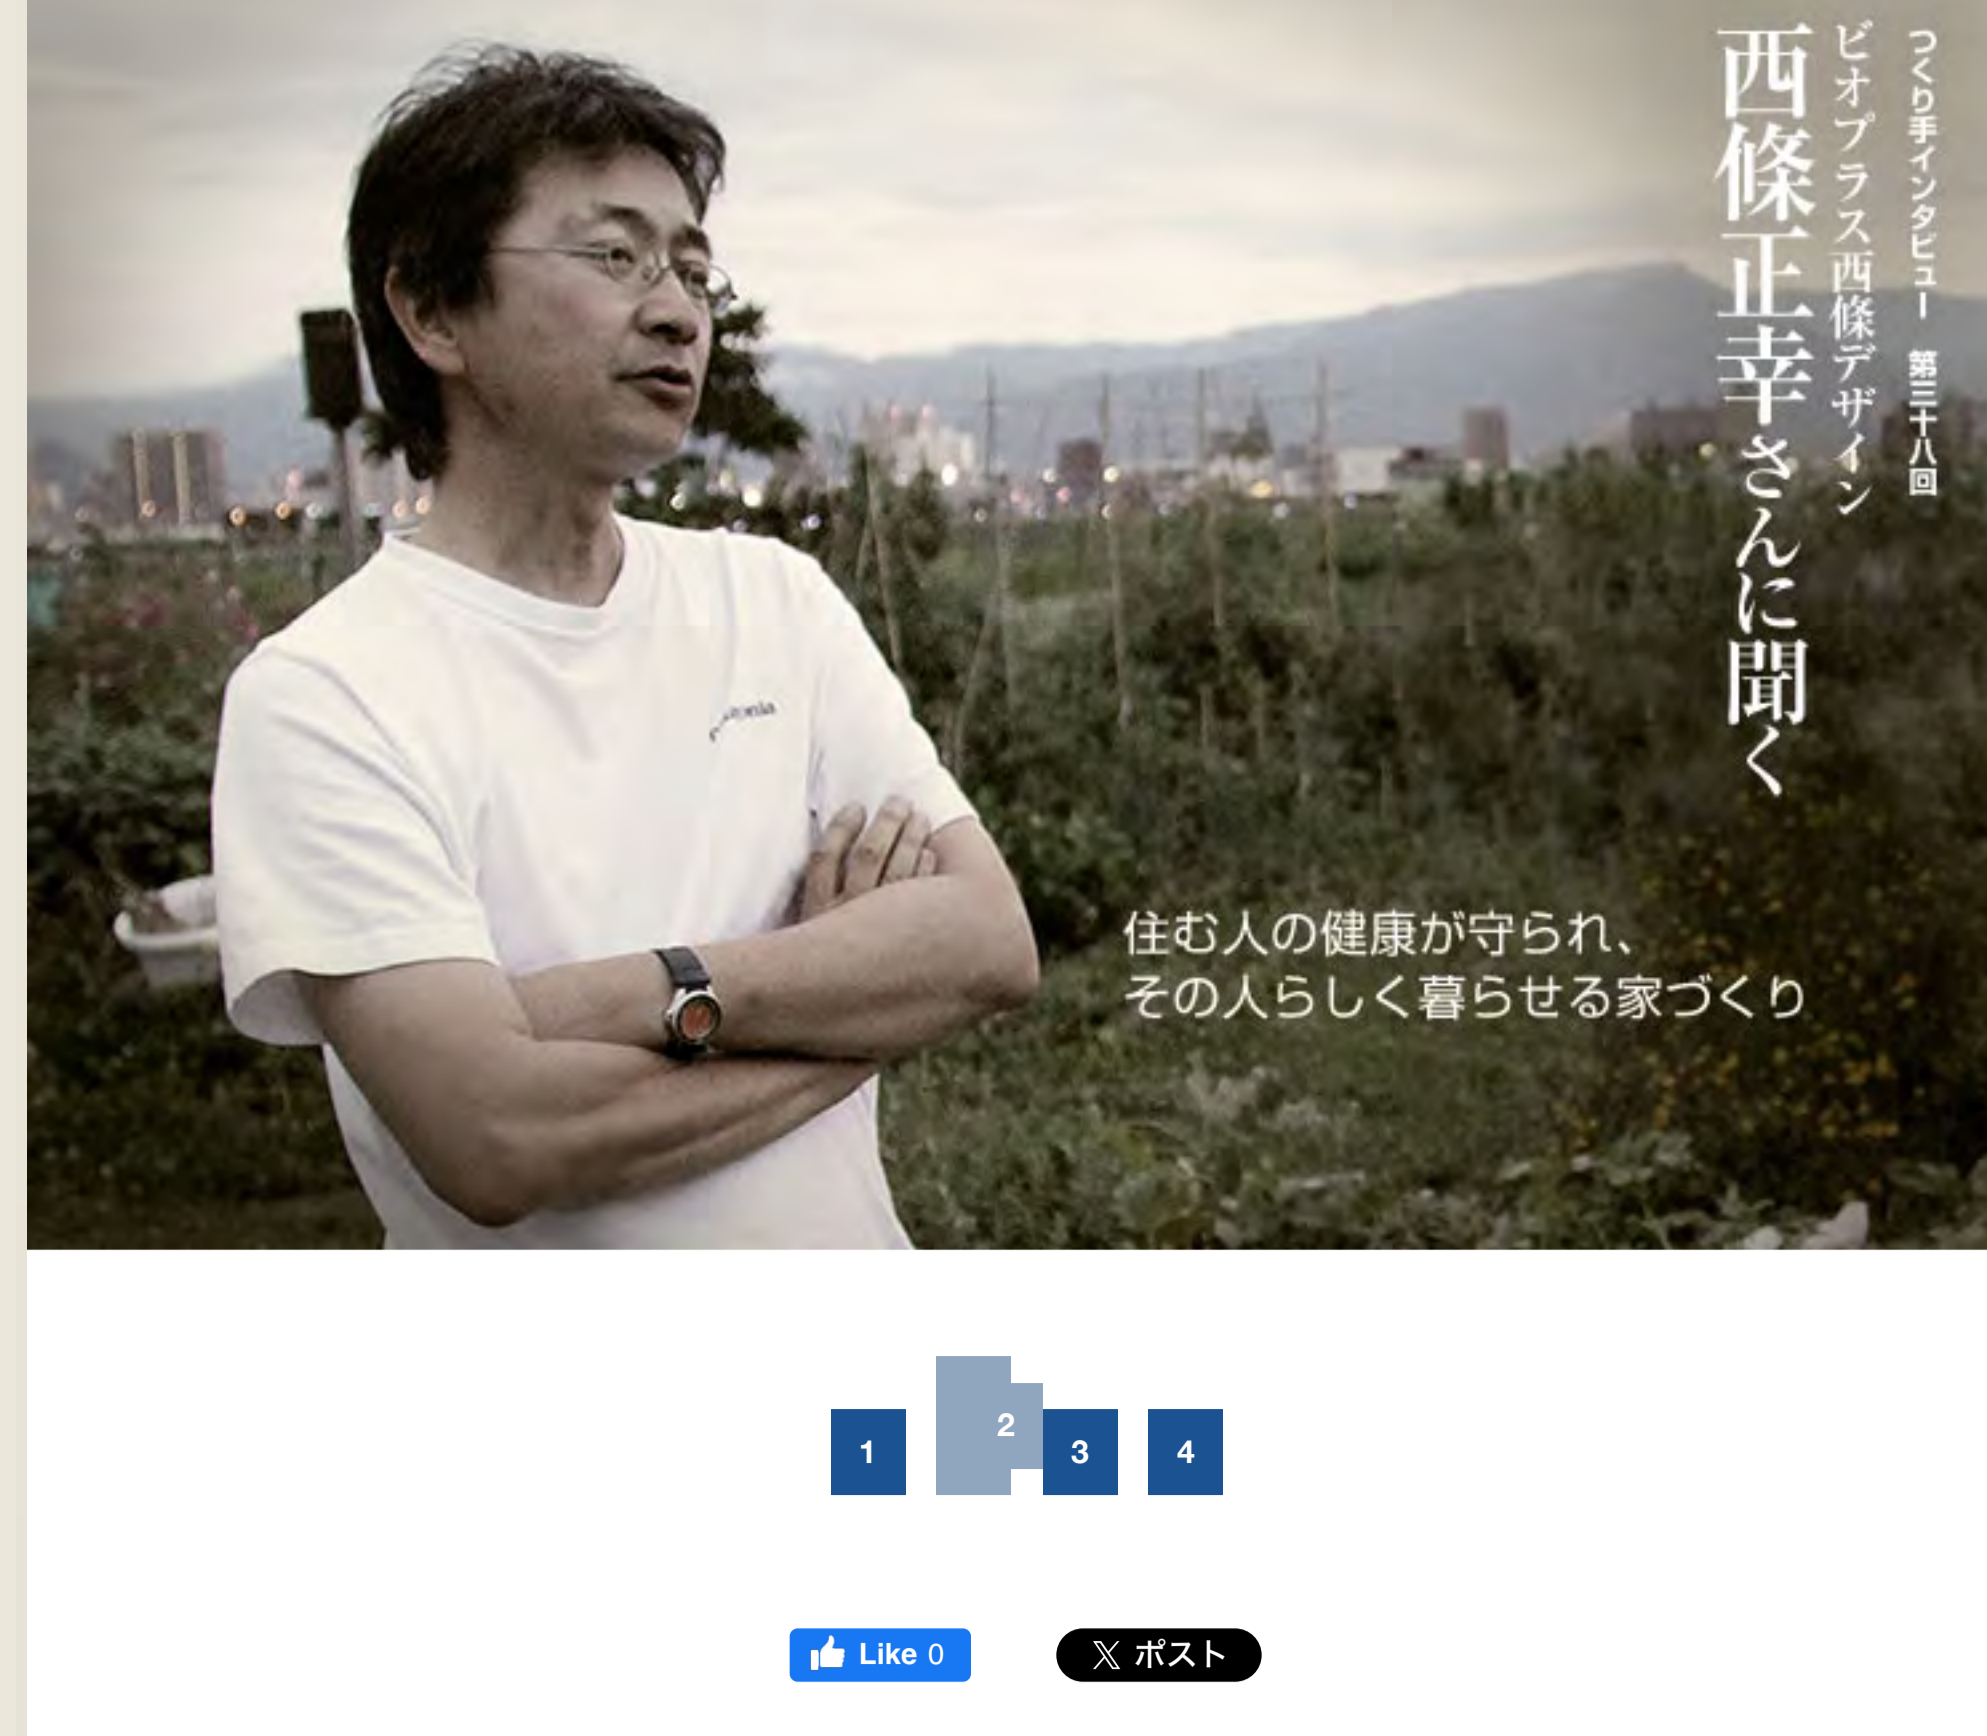 つくり手インタビュー　第三十八回
ビオプラス西條デザイン
西條正幸さんに聞く
住む人の健康が守られ、
その人らしく暮らせる家づくり
1
2
3
4
Like 0
𝕏 ポスト